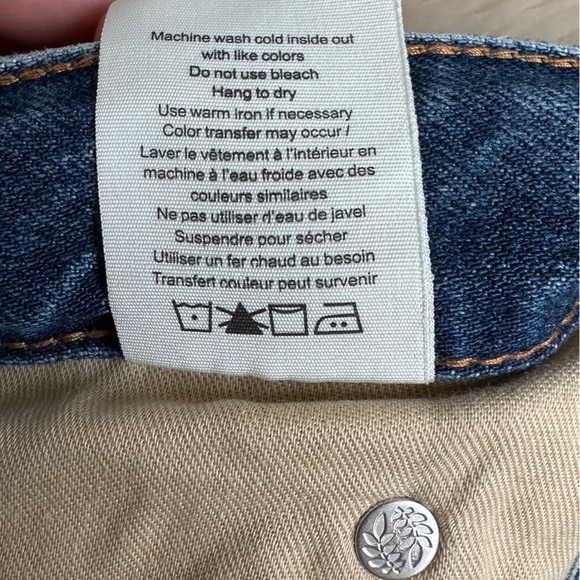 Machine wash cold inside out
with like colors
Do not use bleach
Hang to dry
Use warm iron if necessary
Color transfer may occur /
Laver le vêtement à l'intérieur en
machine à l'eau froide avec des
couleurs similaires
Ne pas utiliser d'eau de javel
Suspendre pour sécher
Utiliser un fer chaud au besoin
Transfert couleur peut survenir